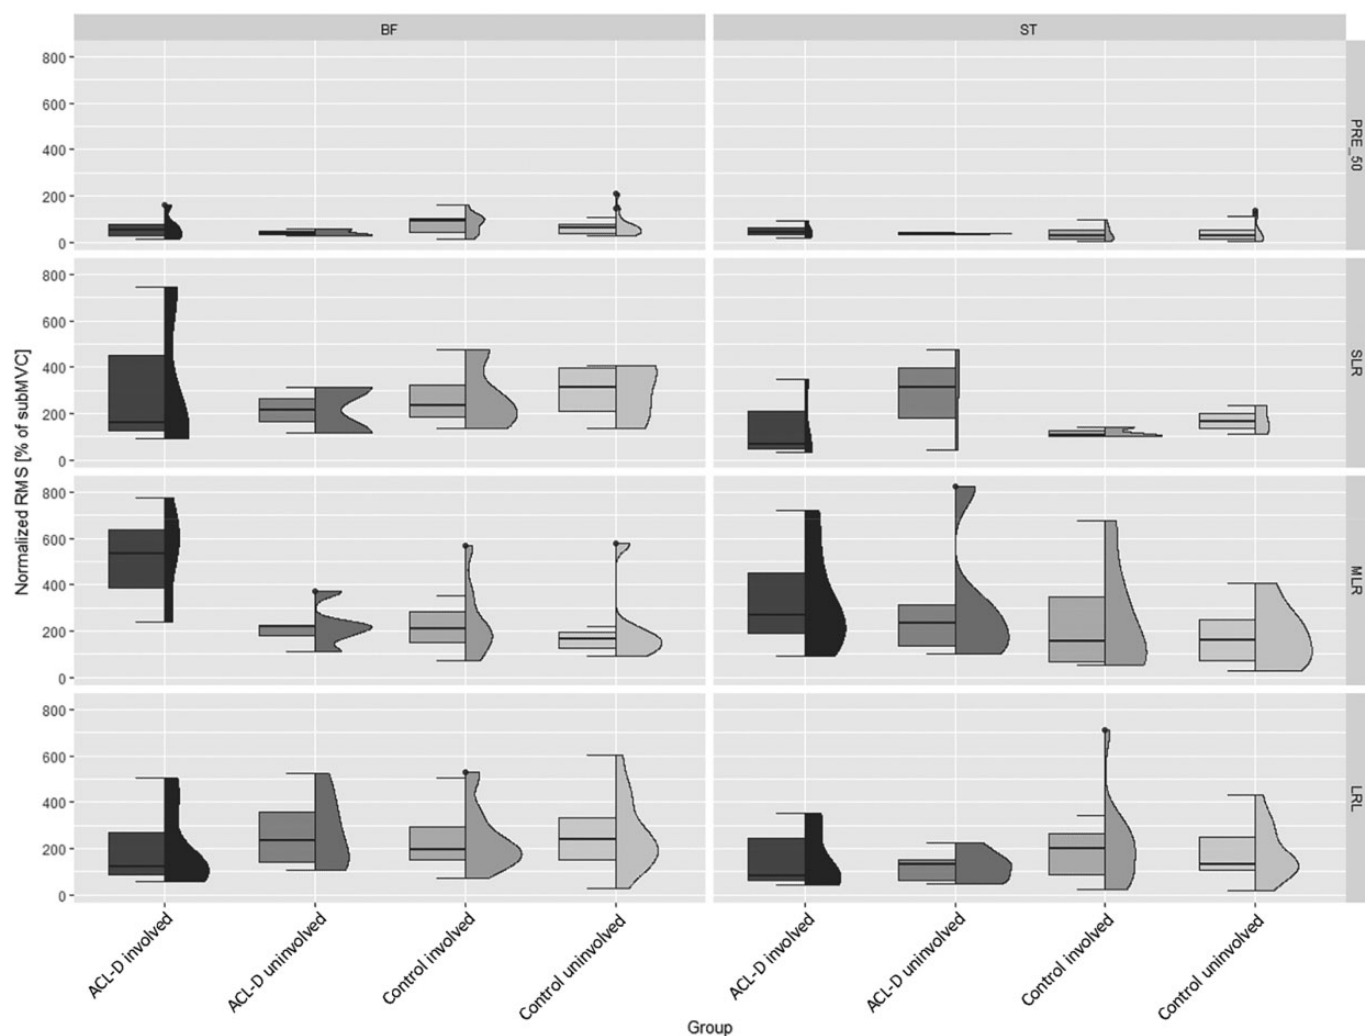 BF
ST
800
600
400
200
0
PRE_50
800
600
400
200
0
SLR
Normalized RMS [% of subMVC]
800
600
400
200
0
MLR
800
600
400
200
0
LRL
ACL-D involved
ACL-D uninvolved
Control involved
Control uninvolved
ACL-D involved
ACL-D uninvolved
Control involved
Control uninvolved
Group